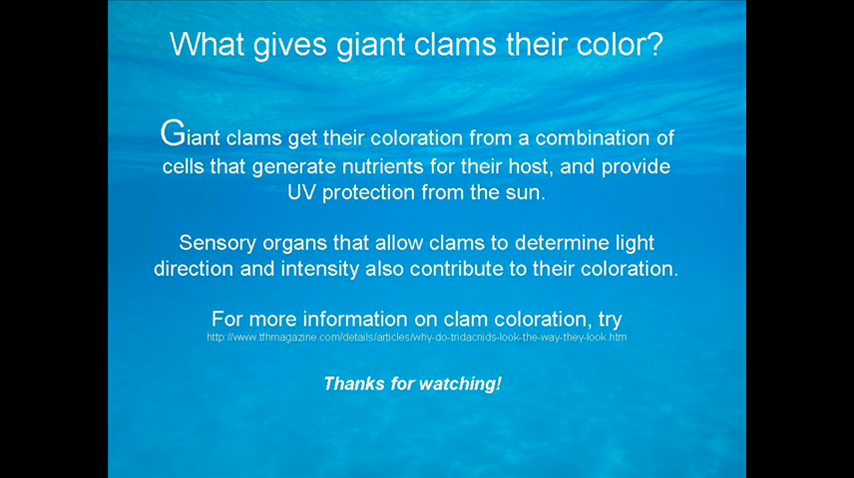 What gives giant clams their color?
Giant clams get their coloration from a combination of
cells that generate nutrients for their host, and provide
UV protection from the sun.
Sensory organs that allow clams to determine light
direction and intensity also contribute to their coloration.
For more information on clam coloration, try
http://www.tfhmagazine.com/details/articles/why-do-tridacnids-look-the-way-they-look.htm
Thanks for watching!